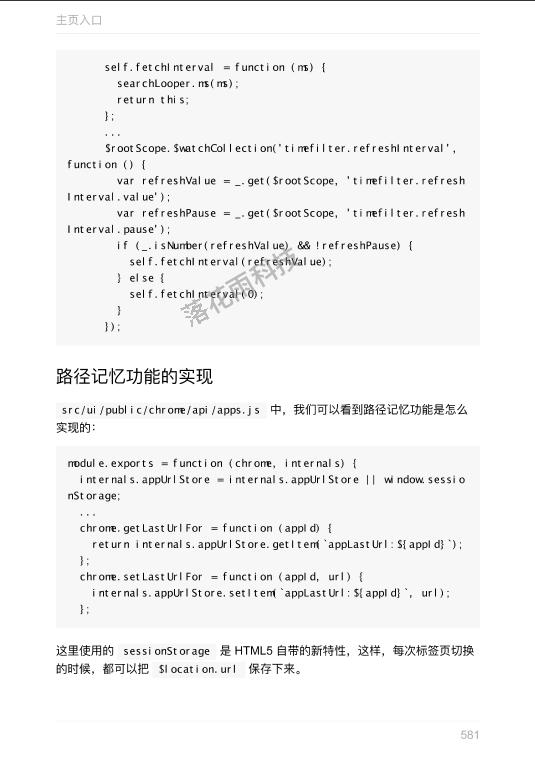 主页入口
self.fetchInterval = function (ms) {
searchLooper.ms(ms);
return this;
};
...
$rootScope.$watchCollection('timefilter.refreshInterval',
function () {
var refreshValue = _.get($rootScope, 'timefilter.refresh
Interval.value');
var refreshPause = _.get($rootScope, 'timefilter.refresh
Interval.pause');
if (_.isNumber(refreshValue) && !refreshPause) {
self.fetchInterval(refreshValue);
} else {
self.fetchInterval(0);
}
});
落花雨科技
路径记忆功能的实现
src/ui/public/chrome/api/apps.js 中，我们可以看到路径记忆功能是怎么
实现的：
module.exports = function (chrome, internals) {
internals.appUrlStore = internals.appUrlStore || window.sessio
nStorage;
...
chrome.getLastUrlFor = function (appId) {
return internals.appUrlStore.getItem(`appLastUrl:${appId}`);
};
chrome.setLastUrlFor = function (appId, url) {
internals.appUrlStore.setItem(`appLastUrl:${appId}`, url);
};
这里使用的 sessionStorage 是 HTML5 自带的新特性，这样，每次标签页切换
的时候，都可以把 $location.url 保存下来。
581